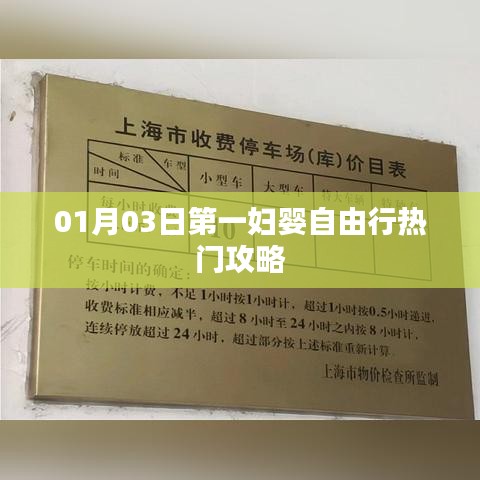 上海市收费停车场(库)价目表
标准 车型
时间
小型车 大型车
01月03日第一妇婴自由行热
门攻略
停车时间的确定:
按小时计费,不足1小时按1小时计,超过1小时按0.5小时递进,
收费标准相应减半,超过8小时至24小时之内按8小时计,
连续停放超过24小时,超过部分按上述标准重新计算
上海市物价检查所监制